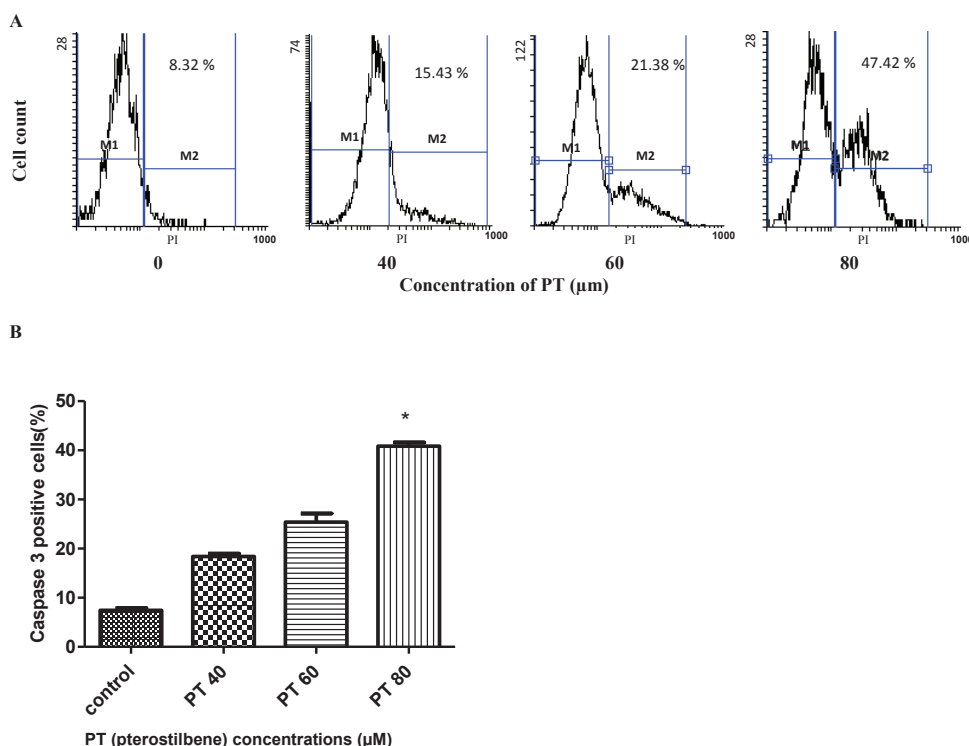 A
28
8.32 %
M1
M2
PI
1000
0
74
15.43 %
M1
M2
PI
1000
40
122
21.38 %
M1
M2
PI
1000
60
28
47.42 %
M1
M2
PI
1000
80
Cell count
Concentration of PT (µm)
B
Caspase 3 positive cells(%)
50
40
30
20
10
0
*
control
PT 40
PT 60
PT 80
PT (pterostilbene) concentrations (µM)